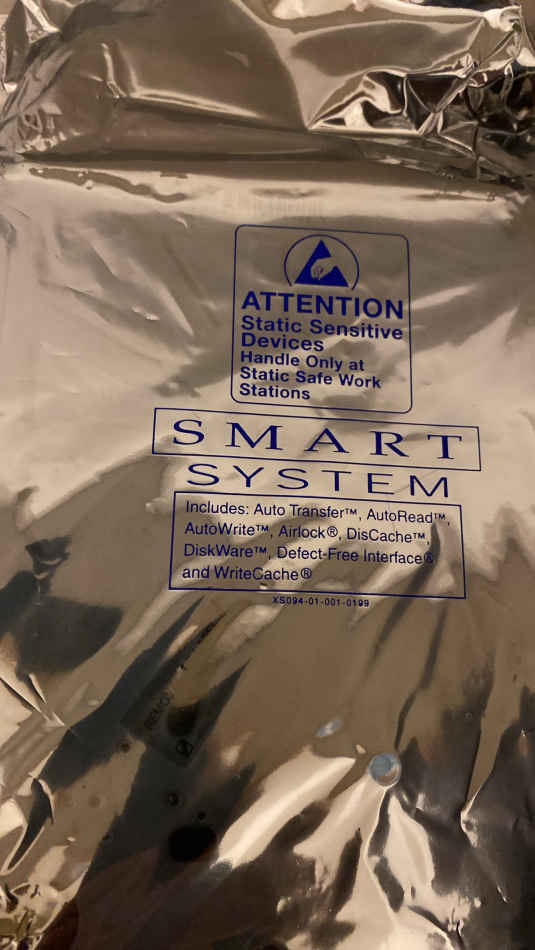 ATTENTION
Static Sensitive
Devices
Handle Only at
Static Safe Work
Stations
SMART
SYSTEM
Includes: Auto Transfer™, AutoRead™,
AutoWrite™, Airlock®, DisCache™,
DiskWare™, Defect-Free Interface®
and WriteCache®
XS094-01-001-0199